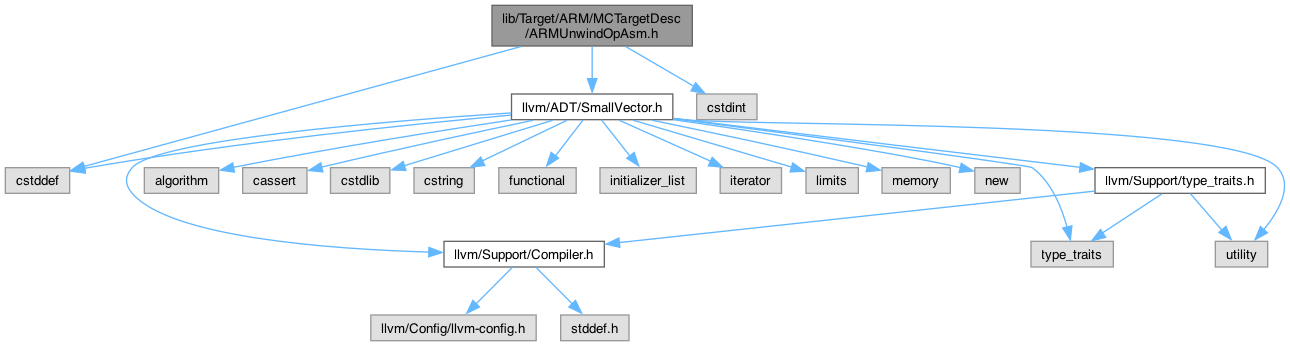 lib/Target/ARM/MCTargetDesc
/ARMUnwindOpAsm.h
llvm/ADT/SmallVector.h
cstdint
cstddef
algorithm
cassert
cstdlib
cstring
functional
initializer_list
iterator
limits
memory
new
llvm/Support/type_traits.h
llvm/Support/Compiler.h
type_traits
utility
llvm/Config/llvm-config.h
stddef.h